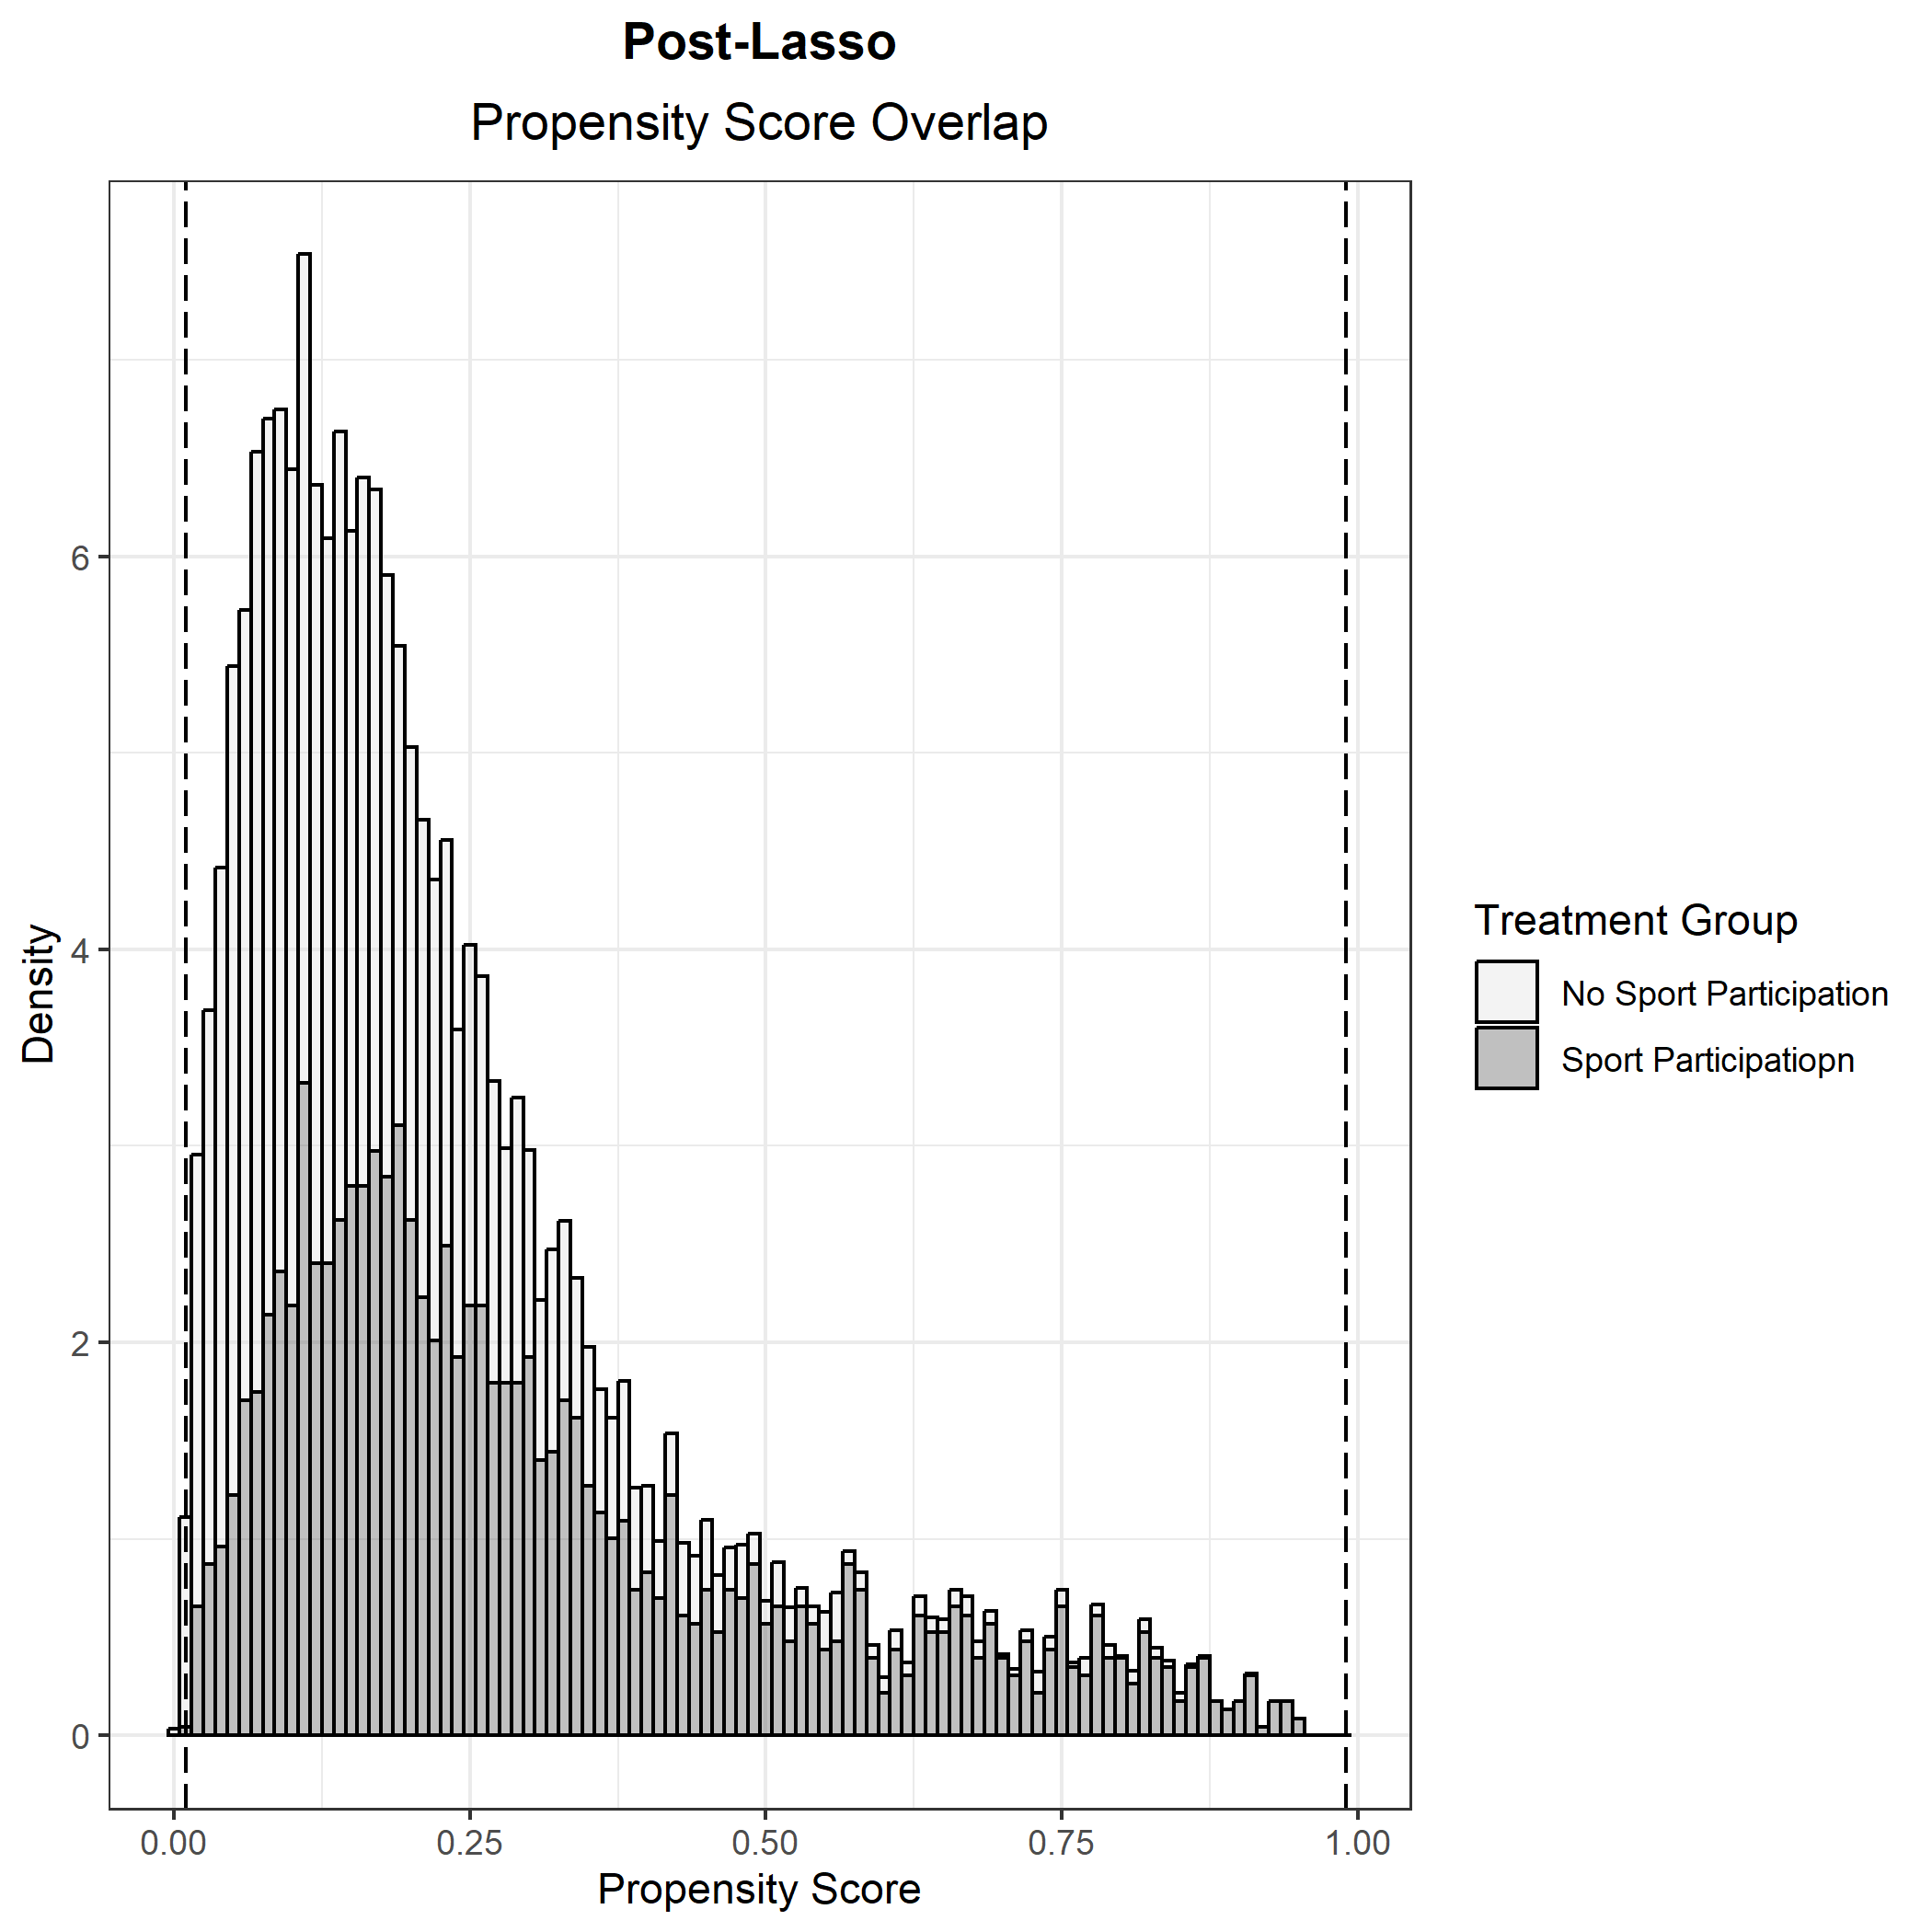 Post-Lasso
Propensity Score Overlap
Density
6
4
2
0
0.00 0.25 0.50 0.75 1.00
Propensity Score
Treatment Group
No Sport Participation
Sport Participatiopn